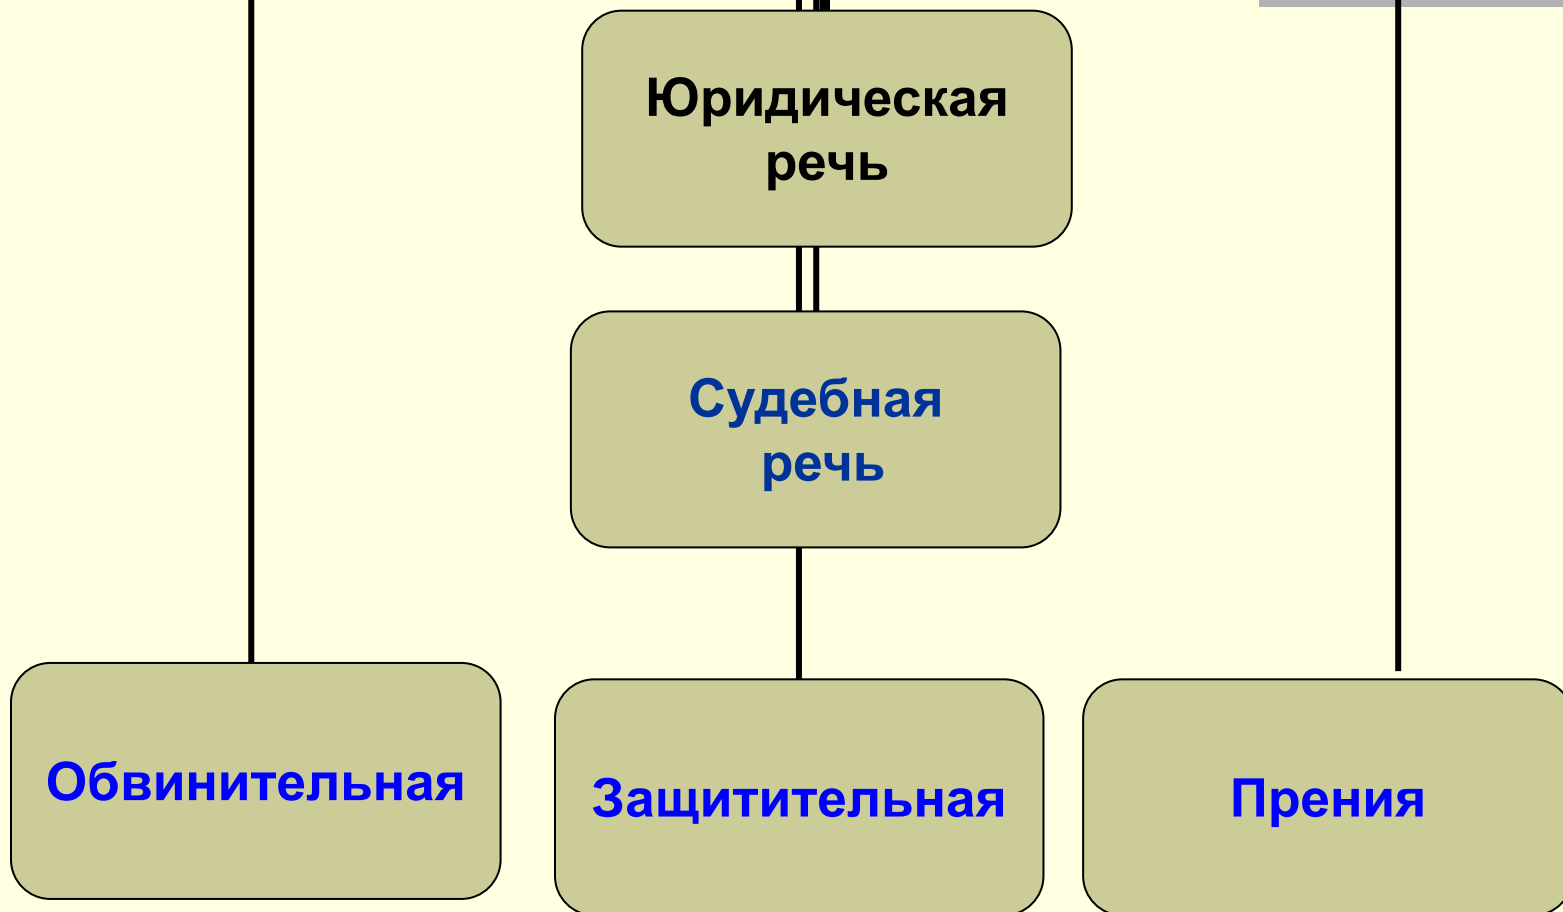 Юридическая
речь
Судебная
речь
Обвинительная
Защитительная
Прения